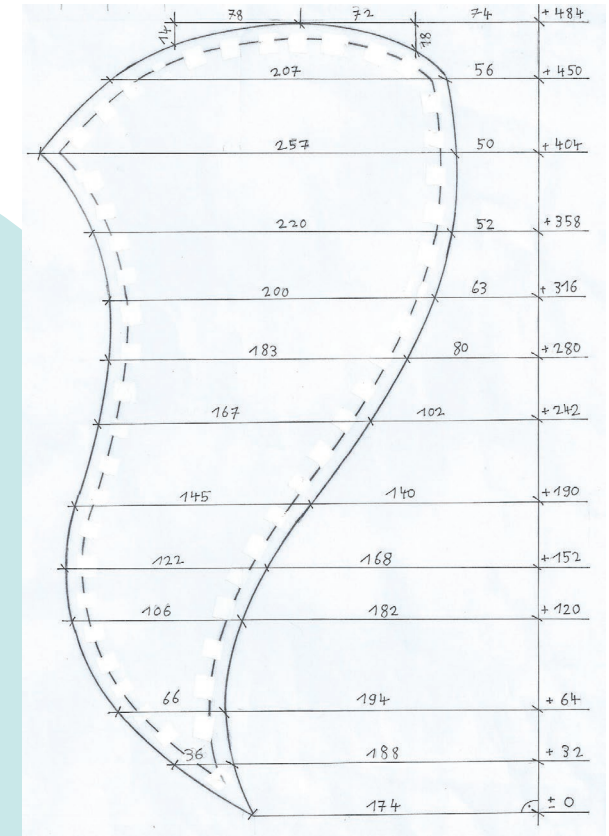 78 72 74 + 484
14 18
207 56 + 450
257 50 + 404
220 52 + 358
200 63 + 316
183 80 + 280
167 102 + 242
145 140 + 190
122 168 + 152
106 182 + 120
66 194 + 64
36 188 + 32
174 ± 0